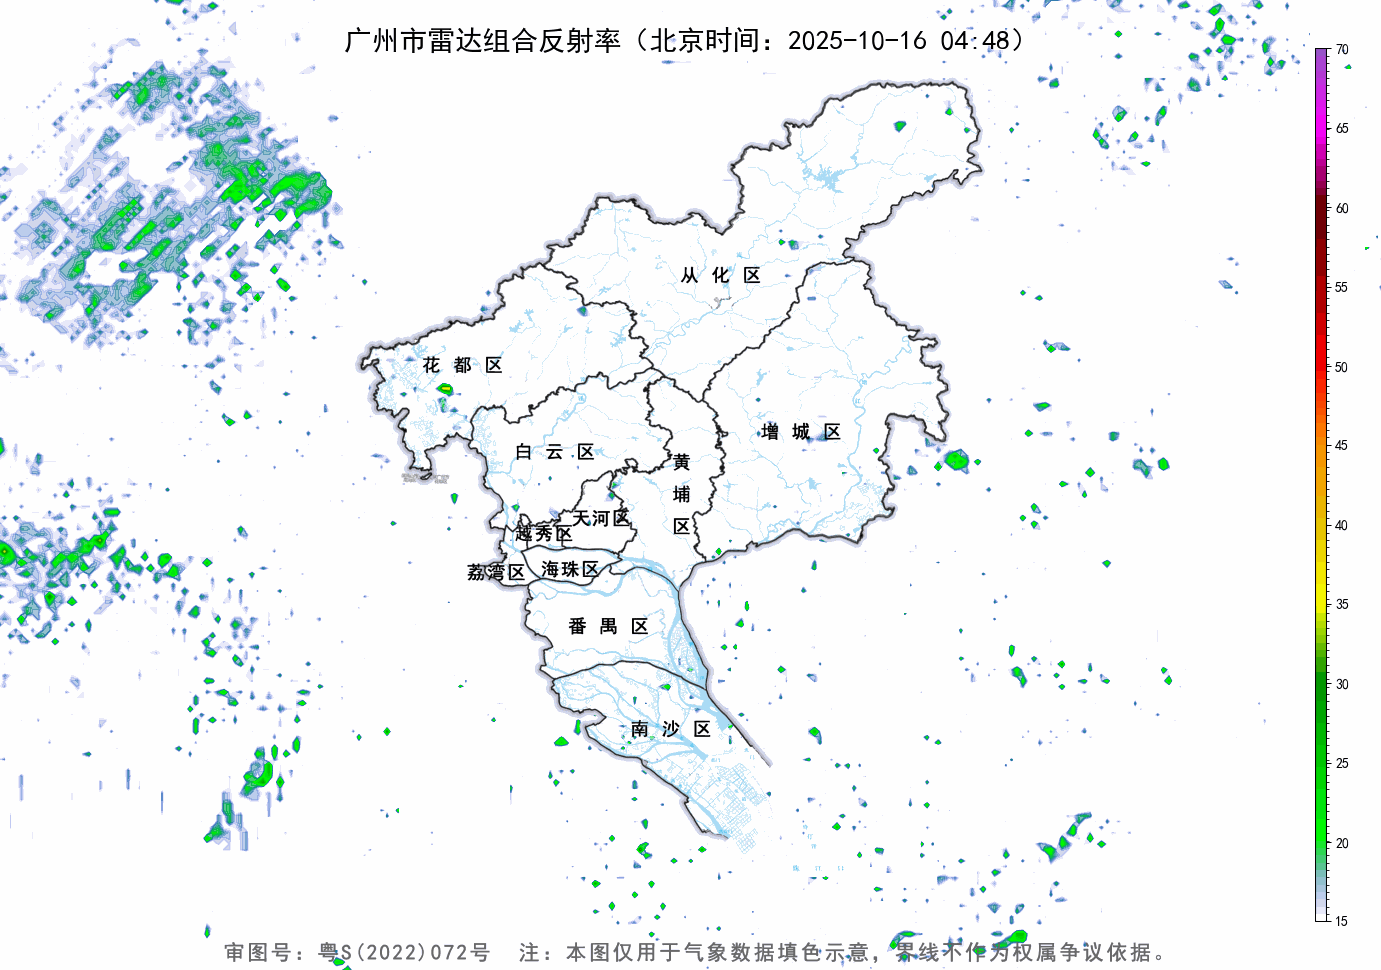 广州市雷达组合反射率（北京时间：2025-10-16 04:48）
70
65
60
55
50
45
40
35
30
25
20
15
从化区
花都区
增城区
白云区
黄埔区
天河区
越秀区
荔湾区
海珠区
番禺区
南沙区
审图号：粤S(2022)072号 注：本图仅用于气象数据填色示意，界线不作为权属争议依据。